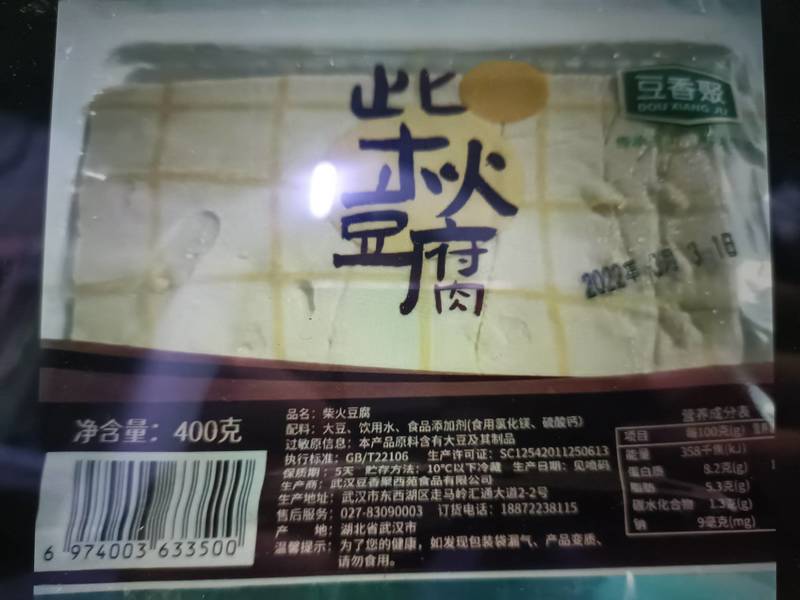 柴火豆腐
豆香聚
DOU XIANG JU
2022年 3月 31日
净含量：400克
6 974003 633500
品名：柴火豆腐
配料：大豆、饮用水、食品添加剂(食用氯化镁、硫酸钙)
过敏原信息：本产品原料含有大豆及其制品
执行标准：GB/T22106 生产许可证：SC12542011250613
保质期：5天 贮存方法：10°C以下冷藏 生产日期：见喷码
生产商：武汉豆香聚西苑食品有限公司
生产地址：武汉市东西湖区走马岭汇通大道2-2号
售后服务：027-83090003 订货电话：18872238115
产 地：湖北省武汉市
温馨提示：为了您的健康，如发现包装袋漏气、产品变质、
请勿食用。
营养成分表
项目 每100克(g)
能量 358千焦(kJ)
蛋白质 8.2克(g)
脂肪 5.3克(g)
碳水化合物 1.3克(g)
钠 9毫克(mg)